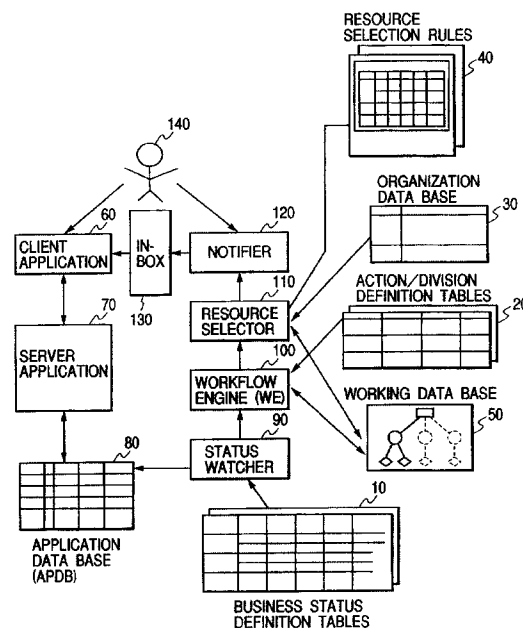 RESOURCE
SELECTION RULES
40
140
ORGANIZATION
DATA BASE
30
60
120
CLIENT
APPLICATION
IN-
BOX
NOTIFIER
130
110
ACTION/DIVISION
DEFINITION TABLES
20
70
RESOURCE
SELECTOR
SERVER
APPLICATION
100
WORKFLOW
ENGINE (WE)
WORKING DATA BASE
50
90
80
STATUS
WATCHER
10
APPLICATION
DATA BASE
(APDB)
BUSINESS STATUS
DEFINITION TABLES